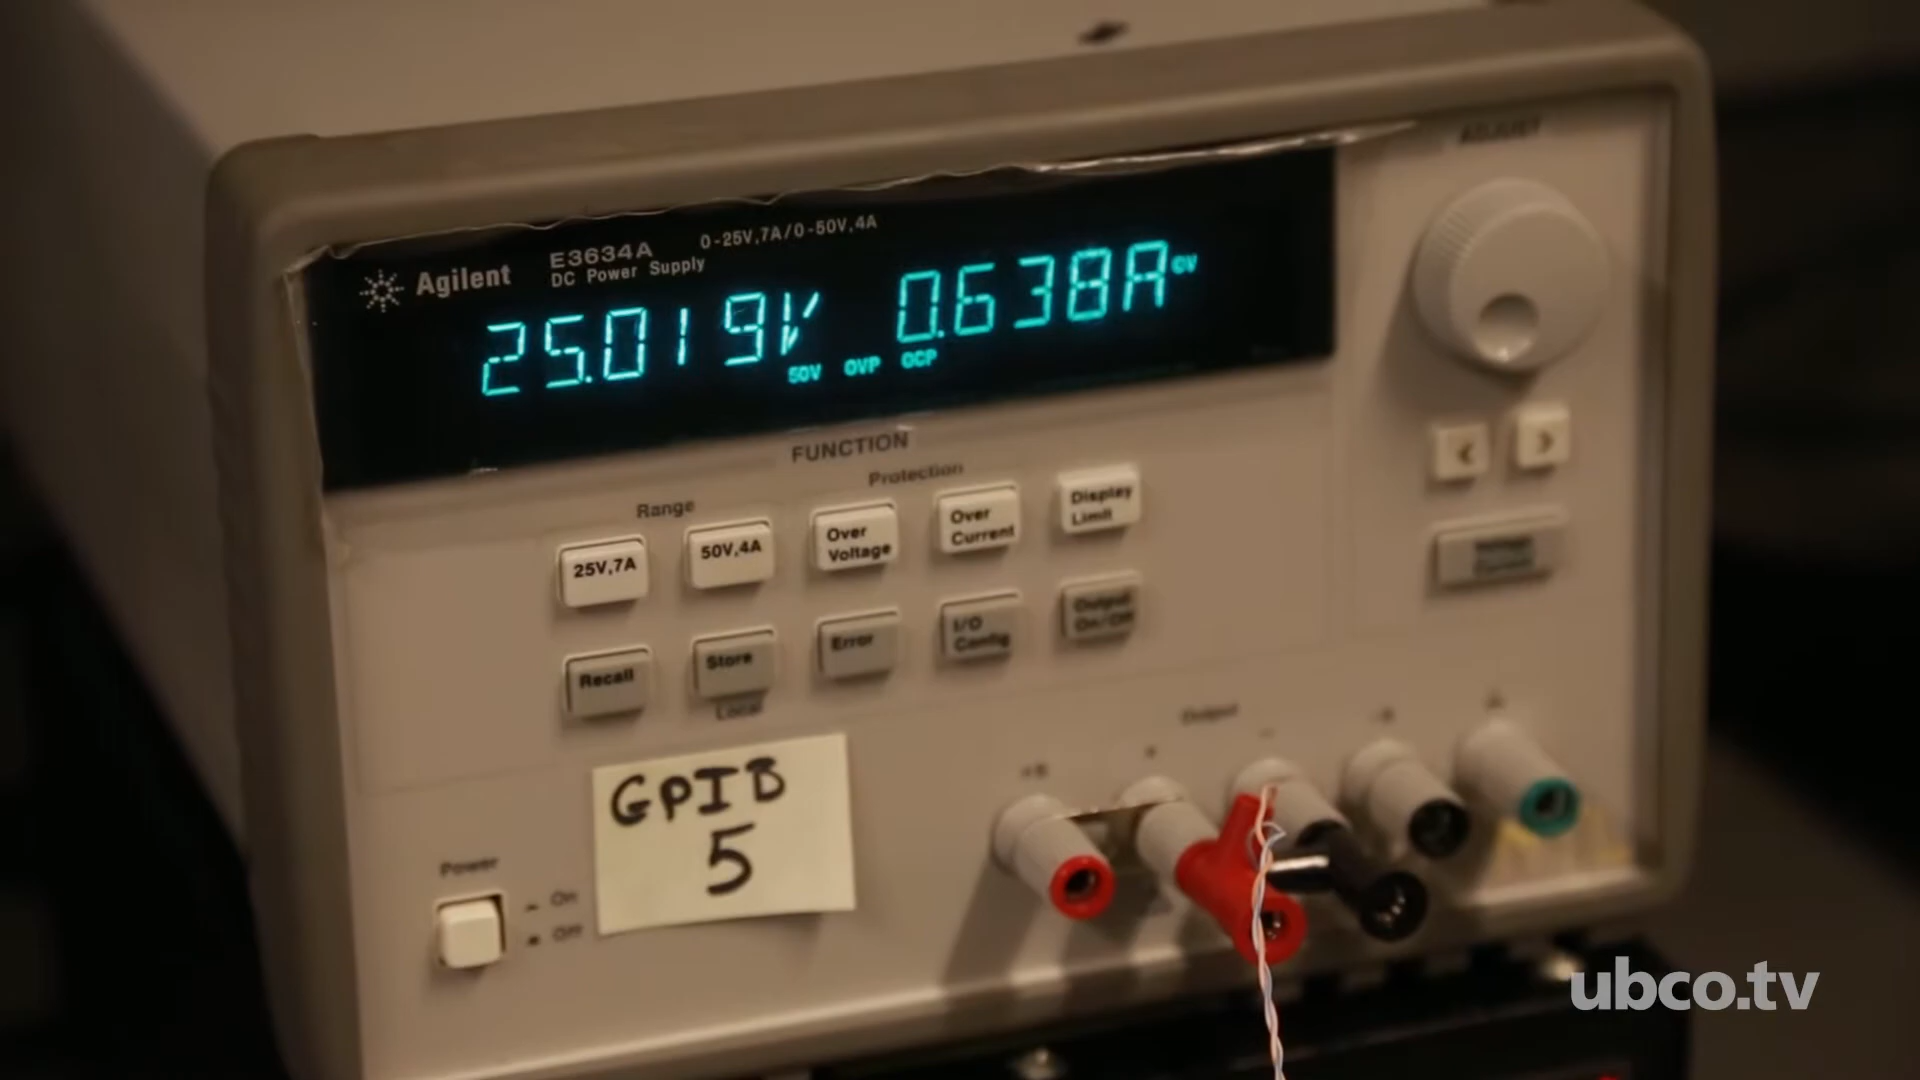 ADJUST
Agilent
E3634A
DC Power Supply
0-25V,7A/0-50V,4A
25.019V 0.638A CV
50V OVP OCP
FUNCTION
Range
Protection
25V,7A
50V,4A
Over
Voltage
Over
Current
Display
Limit
Recall
Store
Error
I/O
Config
Output
On/Off
Local
Output
GPIB
5
Power
On
Off
ubco.tv